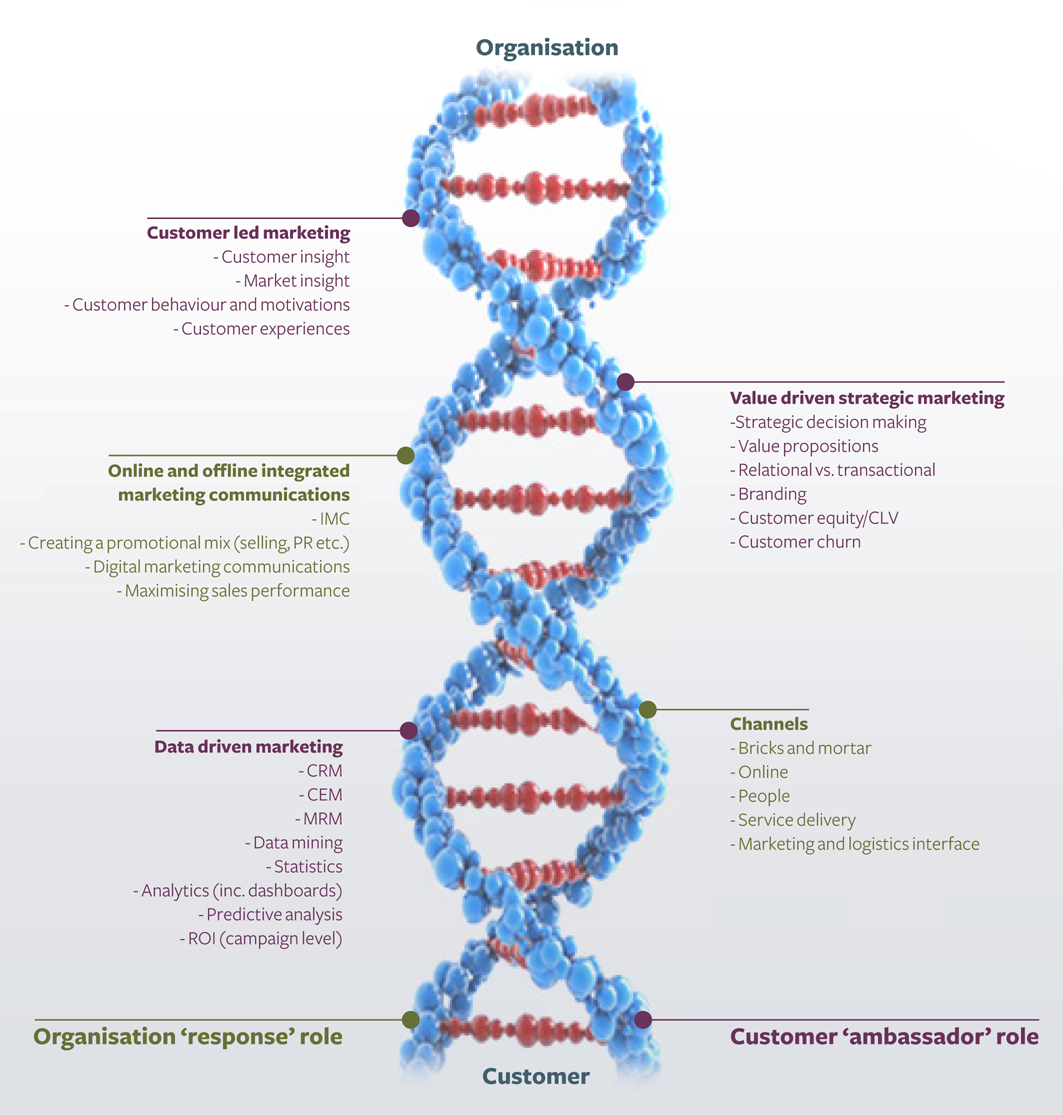 Organisation
Customer led marketing
- Customer insight
- Market insight
- Customer behaviour and motivations
- Customer experiences
Value driven strategic marketing
-Strategic decision making
- Value propositions
- Relational vs. transactional
- Branding
- Customer equity/CLV
- Customer churn
Online and offline integrated
marketing communications
- IMC
- Creating a promotional mix (selling, PR etc.)
- Digital marketing communications
- Maximising sales performance
Channels
- Bricks and mortar
- Online
- People
- Service delivery
- Marketing and logistics interface
Data driven marketing
- CRM
- CEM
- MRM
- Data mining
- Statistics
- Analytics (inc. dashboards)
- Predictive analysis
- ROI (campaign level)
Organisation ‘response’ role
Customer ‘ambassador’ role
Customer